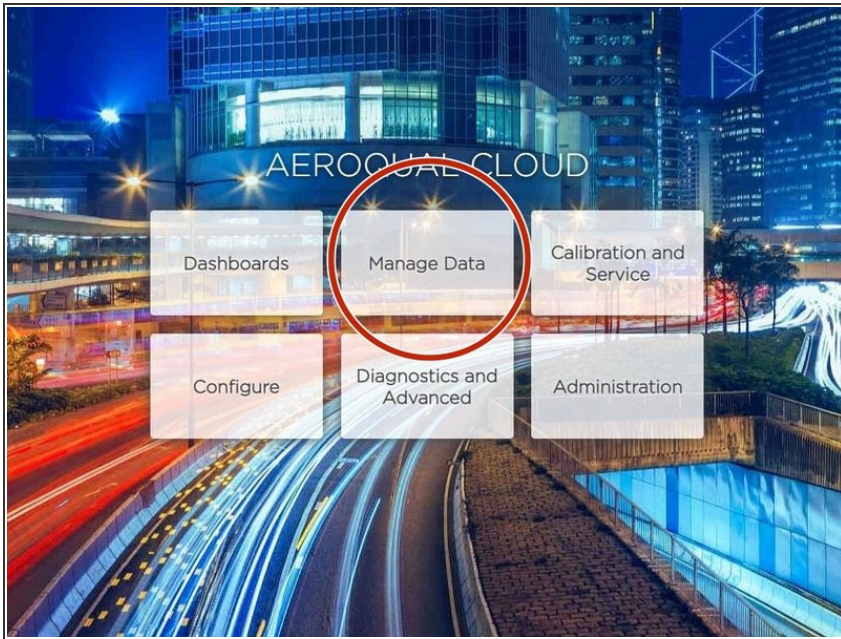 AEROQUAL CLOUD
Dashboards
Manage Data
Calibration and
Service
Configure
Diagnostics and
Advanced
Administration